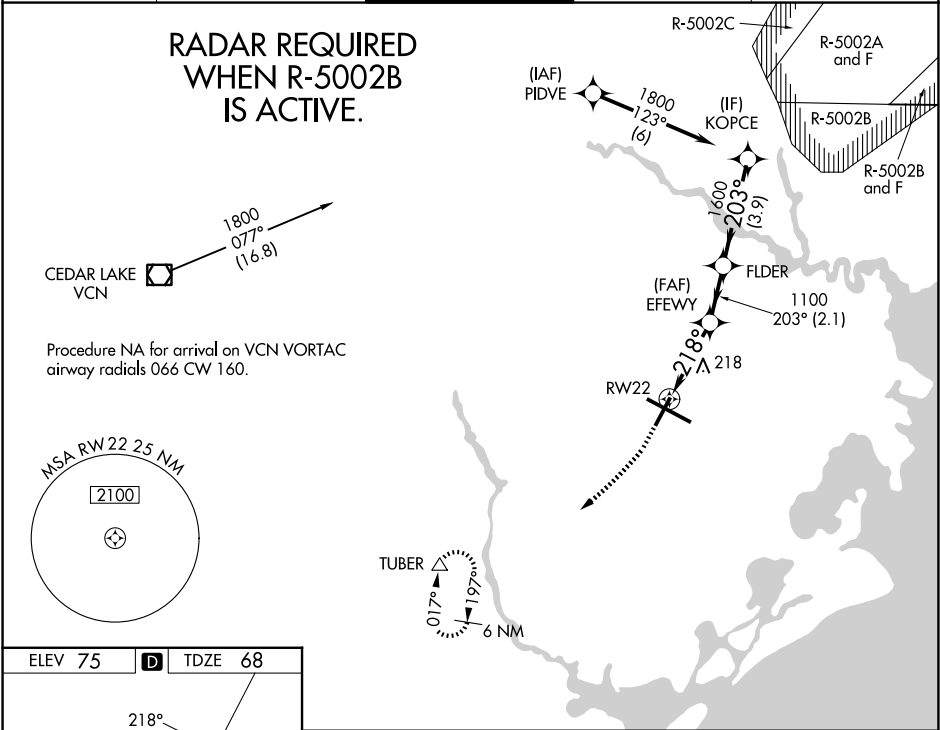 RADAR REQUIRED
WHEN R-5002B
IS ACTIVE.
R-5002C
R-5002A
and F
R-5002B
R-5002B
and F
(IAF)
PIDVE
1800
123°
(6)
(IF)
KOPCE
1600
203°
(3.9)
FLDER
(FAF)
EFEWY
1100
203° (2.1)
218°
218
RW22
1800
077°
(16.8)
CEDAR LAKE
VCN
Procedure NA for arrival on VCN VORTAC
airway radials 066 CW 160.
MSA RW 22 25 NM
2100
TUBER
017°
197°
6 NM
ELEV 75 D TDZE 68
218°